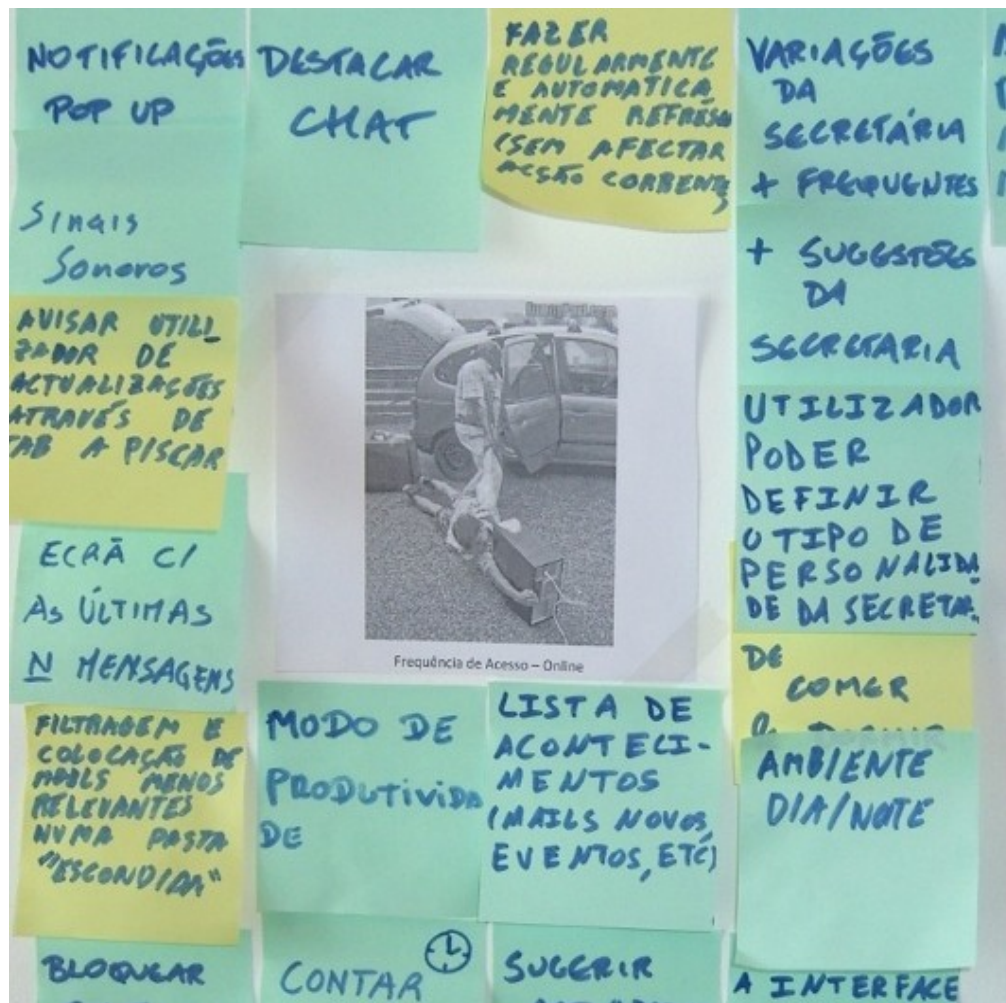 NOTIFICAÇÕES
POP UP
Sinais
Sonoros
AVISAR UTILI_
ZADOR DE
ACTUALIZAÇÕES
ATRAVÉS DE
TAB A PISCAR
ECRÃ C/
AS ÚLTIMAS
N MENSAGENS
FILTRAGEM E
COLOCAÇÃO DE
MAILS MENOS
RELEVANTES
NUMA PASTA
"ESCONDIDA"
BLOQUEAR
DESTACAR
CHAT
FAZER
REGULARMENTE
E AUTOMATICA
MENTE REFRESH
(SEM AFECTAR
ACÇÃO CORRENTE)
Frequência de Acesso – Online
MODO DE
PRODUTIVIDA
DE
CONTAR
LISTA DE
ACONTECI-
MENTOS
(MAILS NOVOS,
EVENTOS, ETC)
SUGERIR
VARIAÇÕES
DA
SECRETÁRIA
+ FREQUENTES
+ SUGESTÕES
DA
SECRETARIA
UTILIZADOR
PODER
DEFINIR
O TIPO DE
PERSONALIDA
DE DA SECRETAR.
DE
COMER
AMBIENTE
DIA/NOITE
A INTERFACE